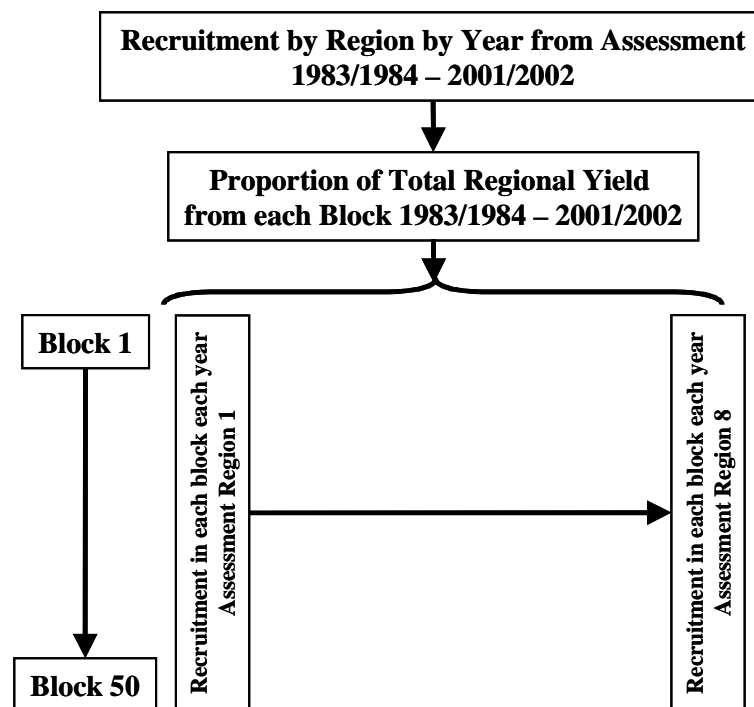 Recruitment by Region by Year from Assessment
1983/1984 – 2001/2002
Proportion of Total Regional Yield
from each Block 1983/1984 – 2001/2002
Block 1
Recruitment in each block each year
Assessment Region 1
Recruitment in each block each year
Assessment Region 8
Block 50